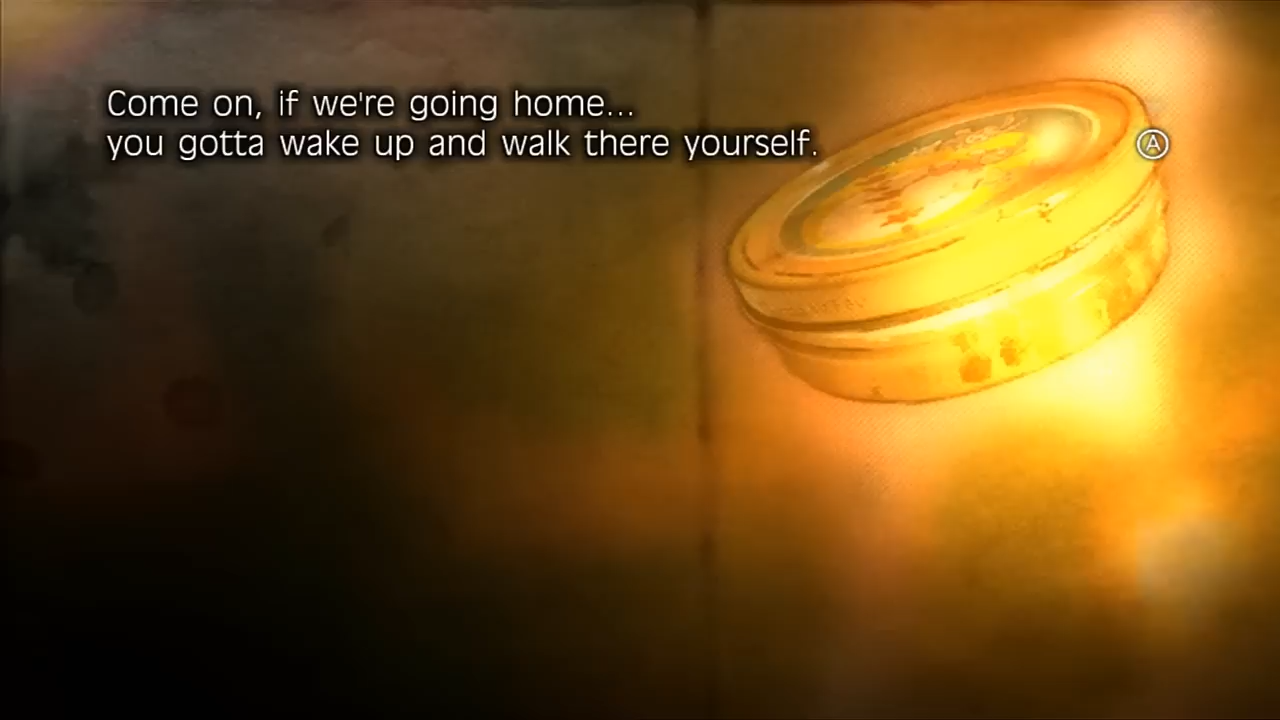 Come on, if we're going home...
you gotta wake up and walk there yourself.
A